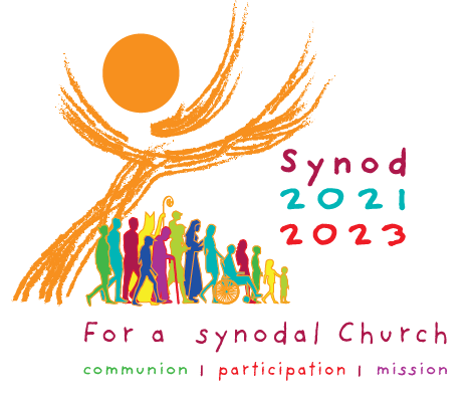 Synod
2021
2023
For a synodal Church
communion | participation | mission